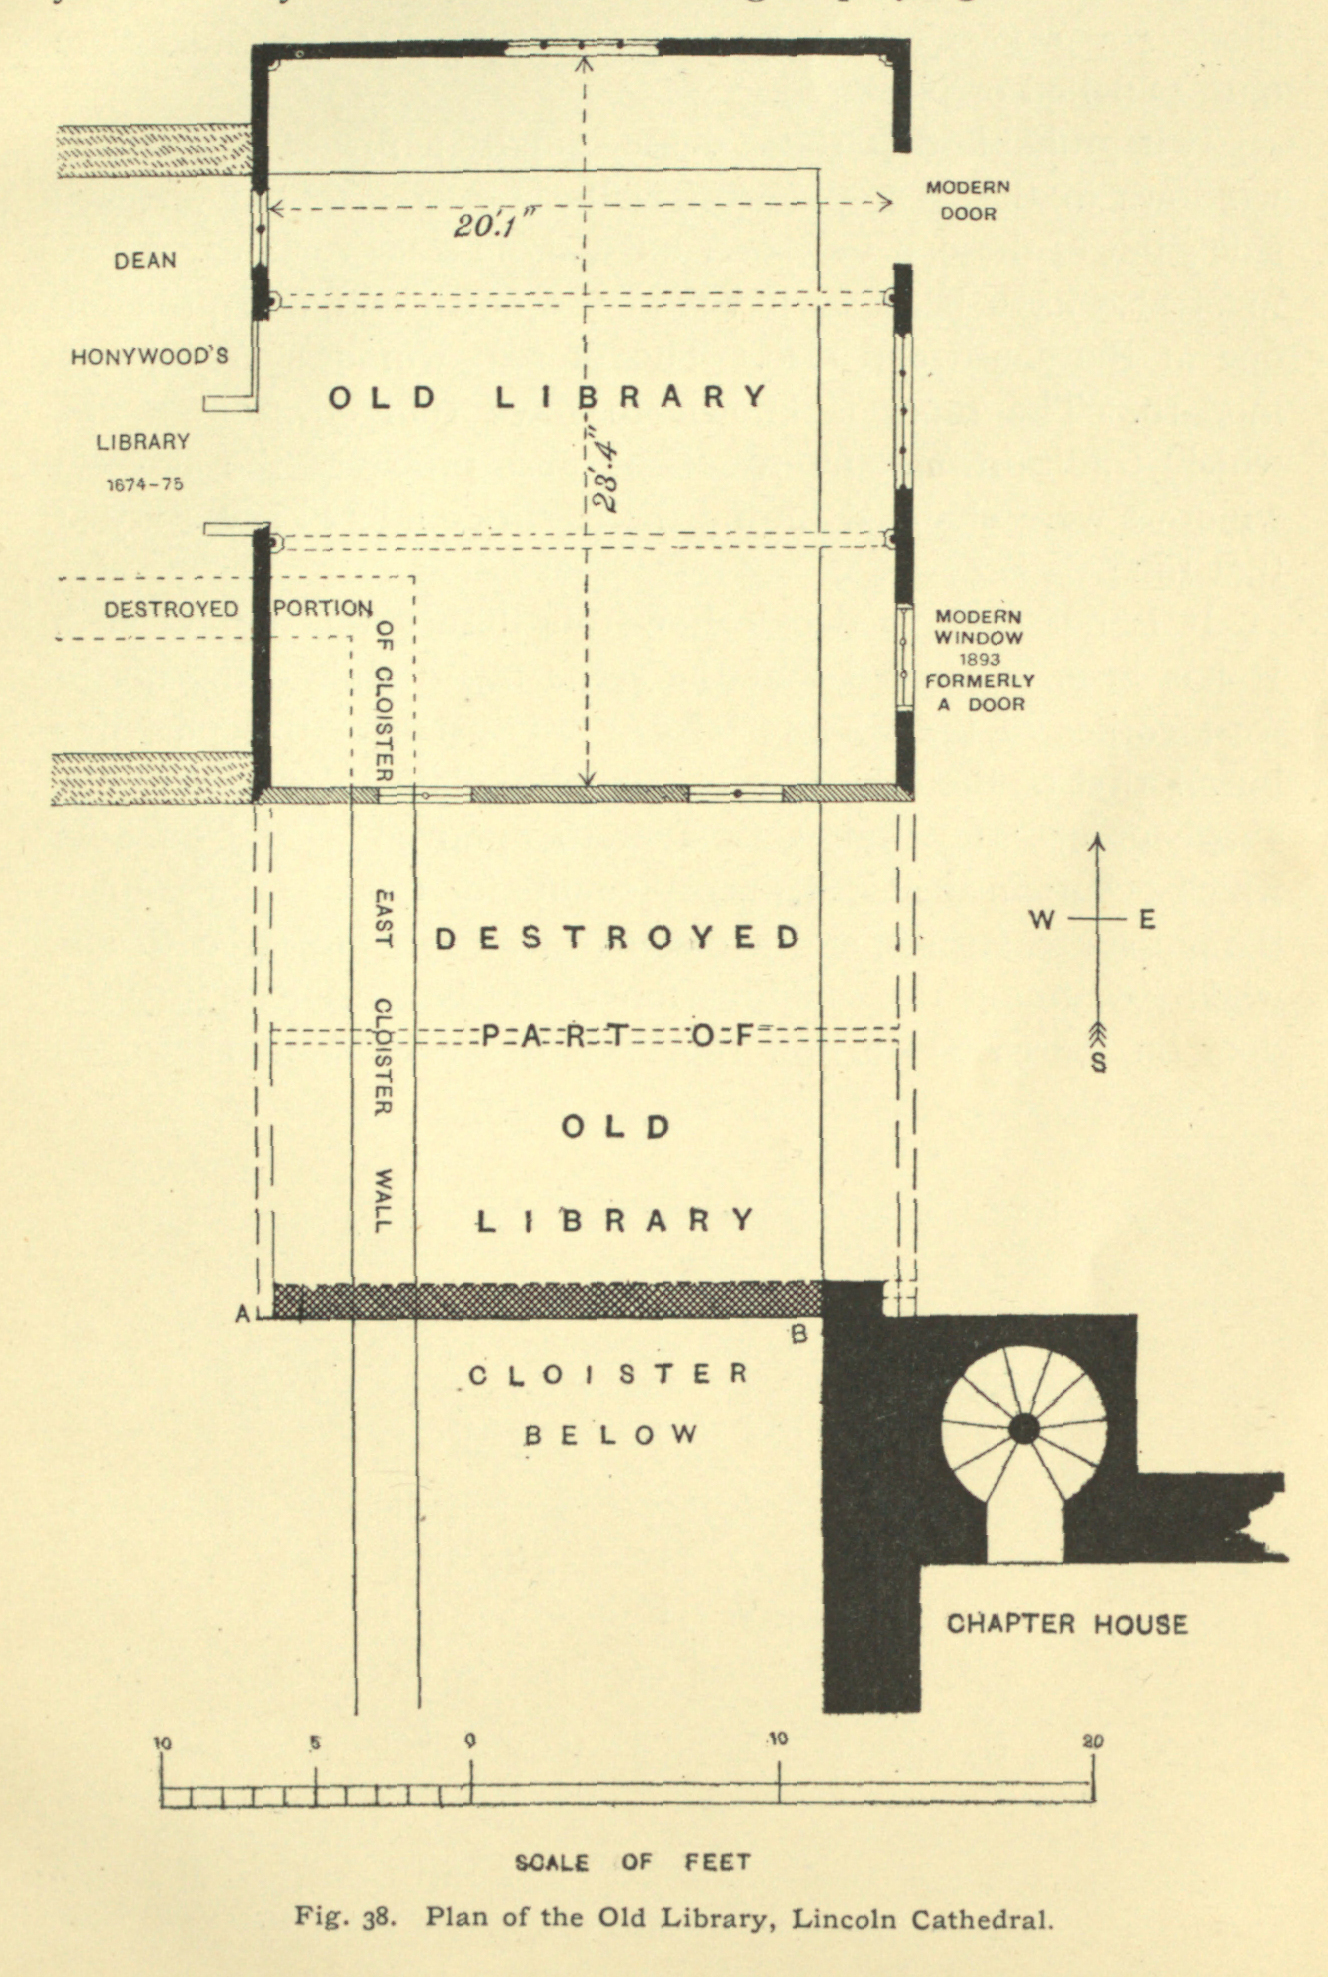 MODERN
DOOR
20'.1"
DEAN
HONYWOOD'S
LIBRARY
1674-75
OLD LIBRARY
23'.4"
DESTROYED PORTION
OF CLOISTER
MODERN
WINDOW
1893
FORMERLY
A DOOR
EAST CLOISTER WALL
DESTROYED
PART OF
OLD
LIBRARY
W E
S
A
B
CLOISTER
BELOW
CHAPTER HOUSE
10 5 0 10 20
SCALE OF FEET
Fig. 38. Plan of the Old Library, Lincoln Cathedral.